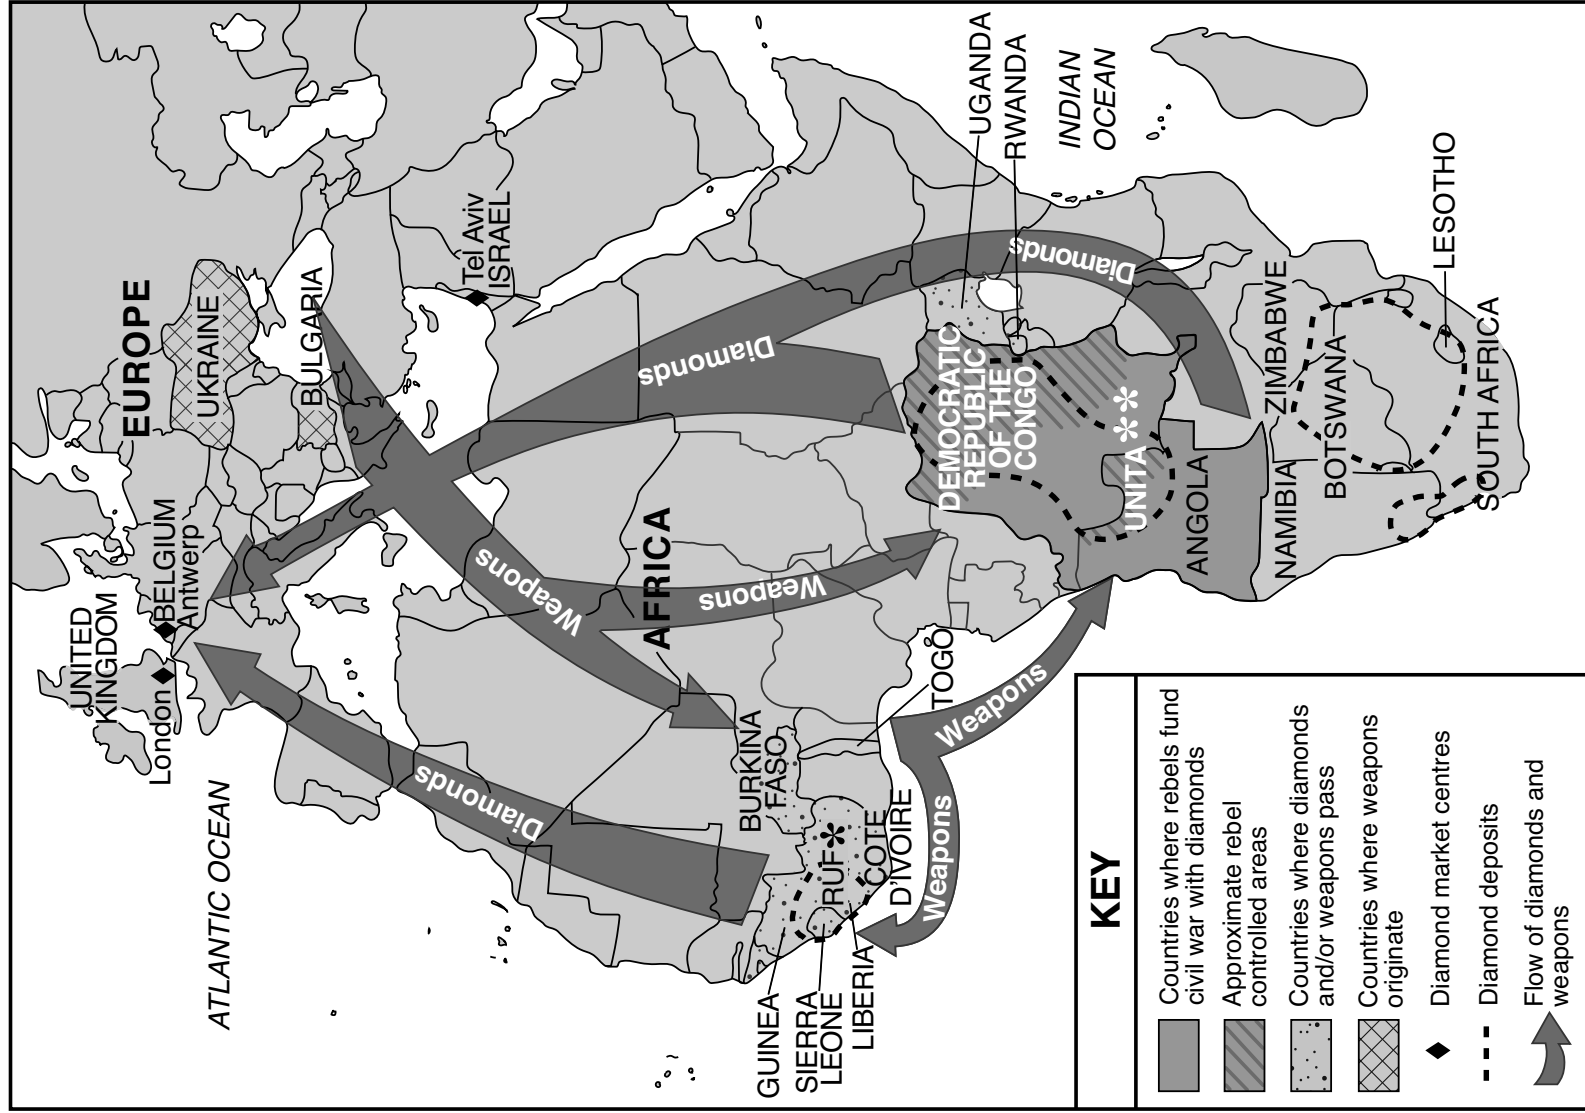 EUROPE
UKRAINE
BULGARIA
Tel Aviv
ISRAEL
UNITED
KINGDOM
London
BELGIUM
Antwerp
ATLANTIC OCEAN
AFRICA
Diamonds
Diamonds
Diamonds
Weapons
Weapons
Weapons
Weapons
BURKINA
FASO
TOGO
COTE
D'IVOIRE
RUF*
GUINEA
SIERRA
LEONE
LIBERIA
DEMOCRATIC
REPUBLIC
OF THE
CONGO
UNITA **
ANGOLA
NAMIBIA
ZIMBABWE
BOTSWANA
SOUTH AFRICA
LESOTHO
UGANDA
RWANDA
INDIAN
OCEAN
KEY
Countries where rebels fund
civil war with diamonds
Approximate rebel
controlled areas
Countries where diamonds
and/or weapons pass
Countries where weapons
originate
Diamond market centres
Diamond deposits
Flow of diamonds and
weapons